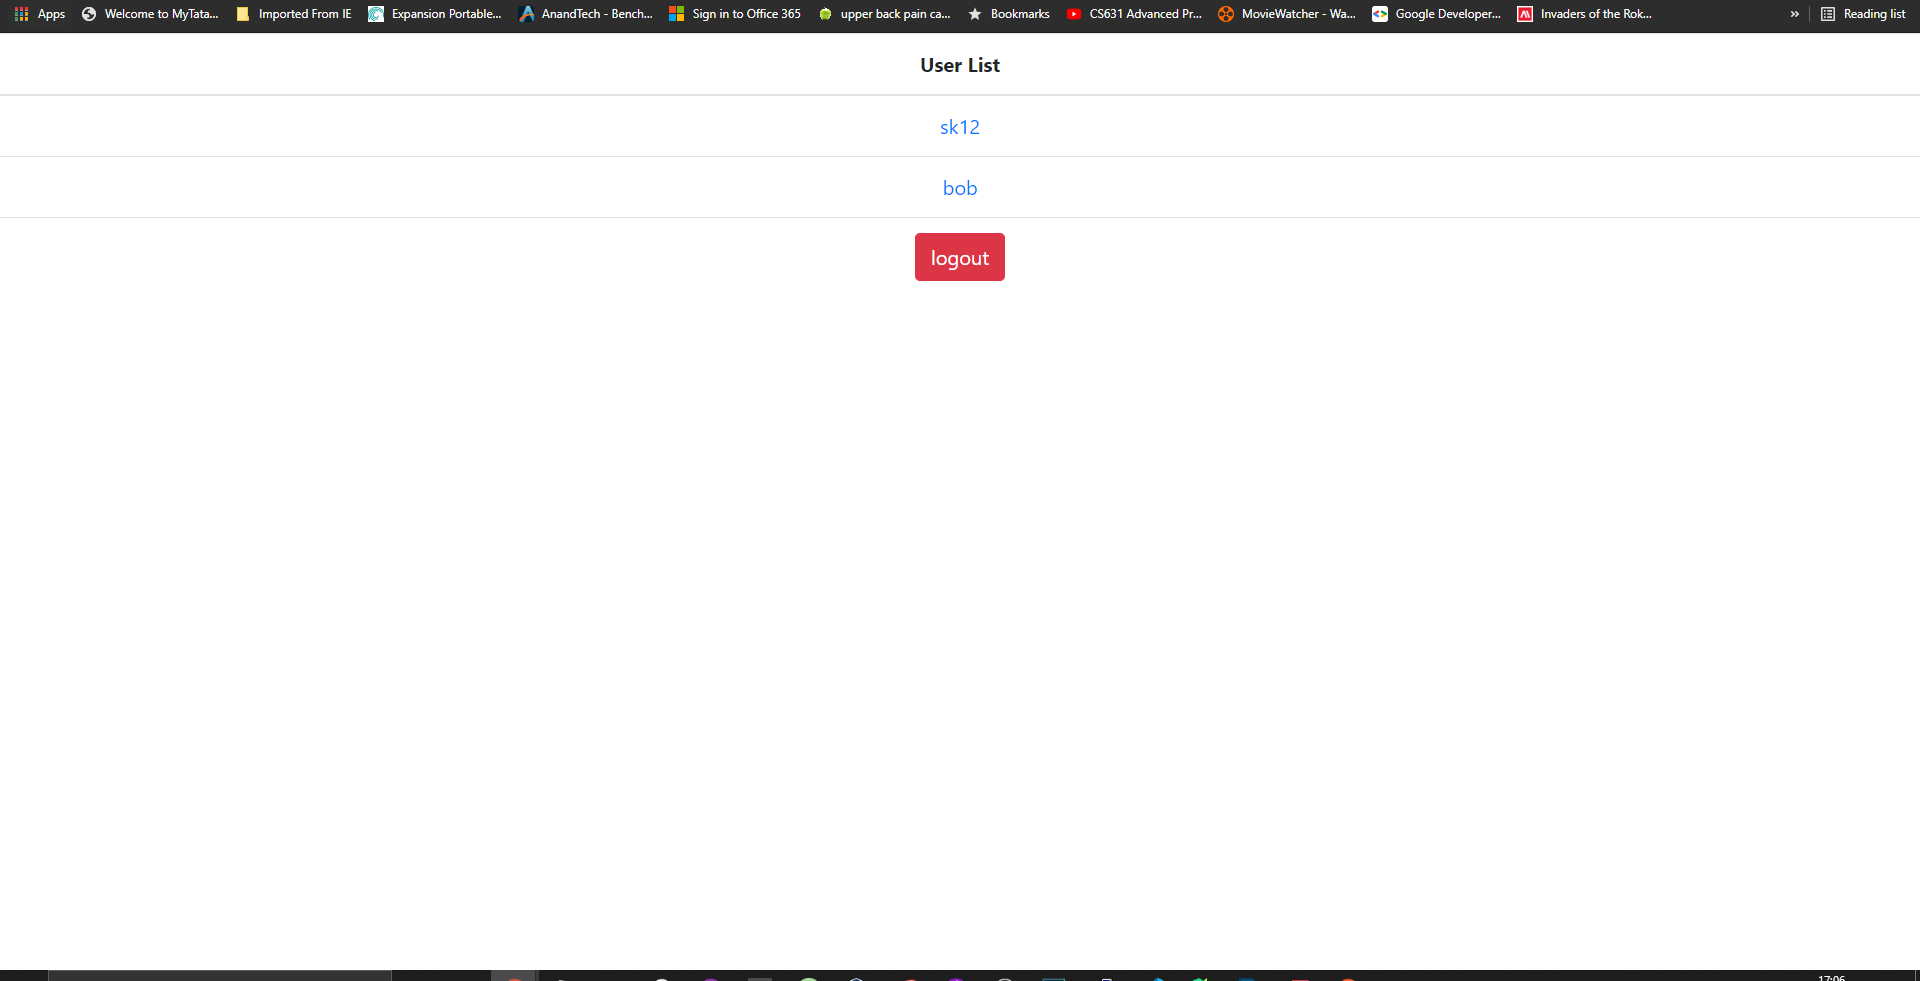 Apps Welcome to MyTata... Imported From IE Expansion Portable... AnandTech - Bench... Sign in to Office 365 upper back pain ca... Bookmarks CS631 Advanced Pr... MovieWatcher - Wa... Google Developer... Invaders of the Rok... » Reading list
User List
sk12
bob
logout
17:06